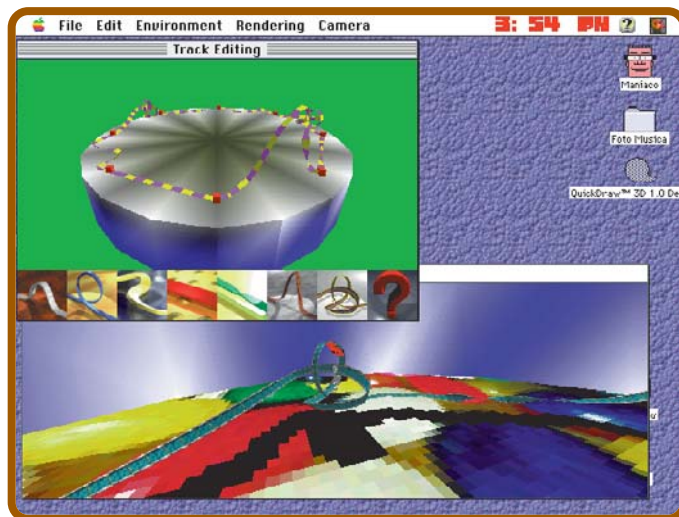 File Edit Environment Rendering Camera 3:54 PM
Track Editing
Maniaco
Foto Musica
QuickDraw™ 3D 1.0 De